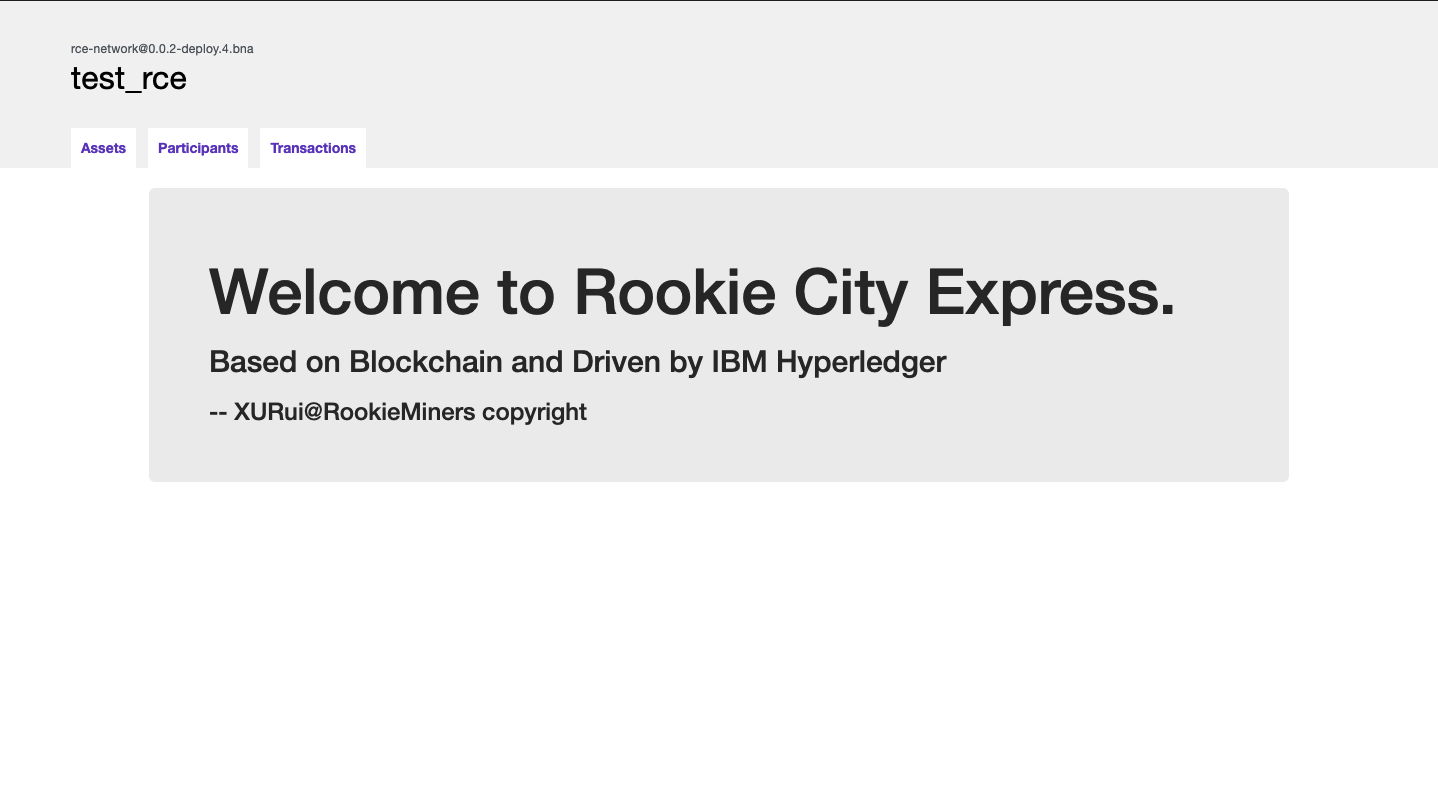 rce-network@0.0.2-deploy.4.bna
test_rce
Assets Participants Transactions
Welcome to Rookie City Express.
Based on Blockchain and Driven by IBM Hyperledger
-- XURui@RookieMiners copyright